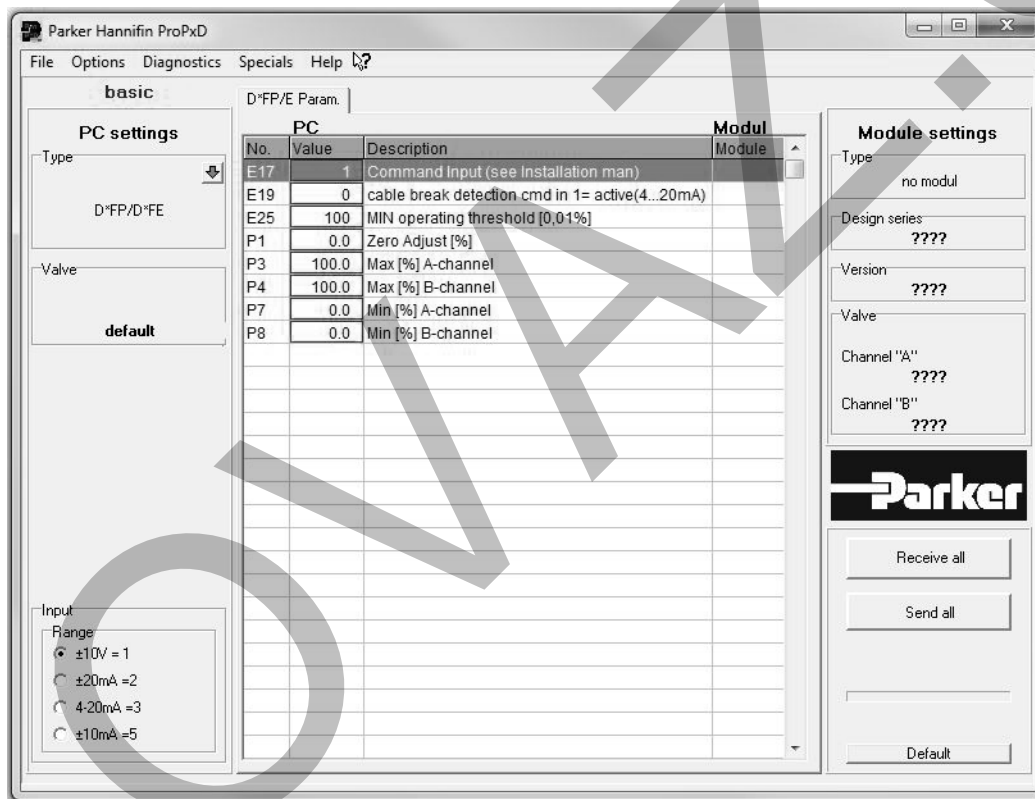 Parker Hannifin ProPxD
File Options Diagnostics Specials Help
basic
PC settings
Type
D*FP/D*FE
Valve
default
Input
Range
±10V = 1
±20mA =2
4-20mA =3
±10mA =5
D*FP/E Param.
PC Modul
No. Value Description Module
E17 1 Command Input (see Installation man)
E19 0 cable break detection cmd in 1= active(4...20mA)
E25 100 MIN operating threshold [0,01%]
P1 0.0 Zero Adjust [%]
P3 100.0 Max [%] A-channel
P4 100.0 Max [%] B-channel
P7 0.0 Min [%] A-channel
P8 0.0 Min [%] B-channel
Module settings
Type
no modul
Design series
????
Version
????
Valve
Channel "A"
????
Channel "B"
????
Parker
Receive all
Send all
Default
OVAZ.